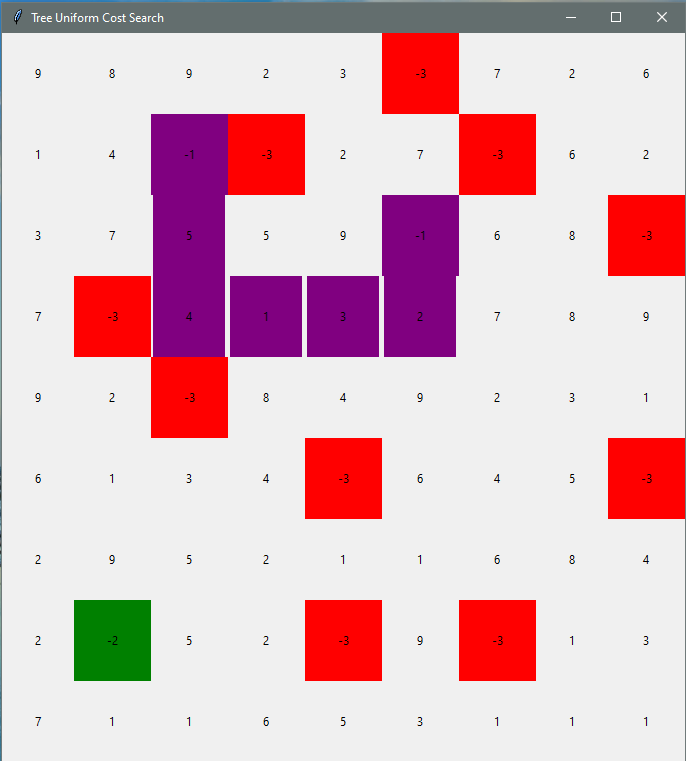 Tree Uniform Cost Search
9 8 9 2 3 -3 7 2 6
1 4 -1 -3 2 7 -3 6 2
3 7 5 5 9 -1 6 8 -3
7 -3 4 1 3 2 7 8 9
9 2 -3 8 4 9 2 3 1
6 1 3 4 -3 6 4 5 -3
2 9 5 2 1 1 6 8 4
2 -2 5 2 -3 9 -3 1 3
7 1 1 6 5 3 1 1 1